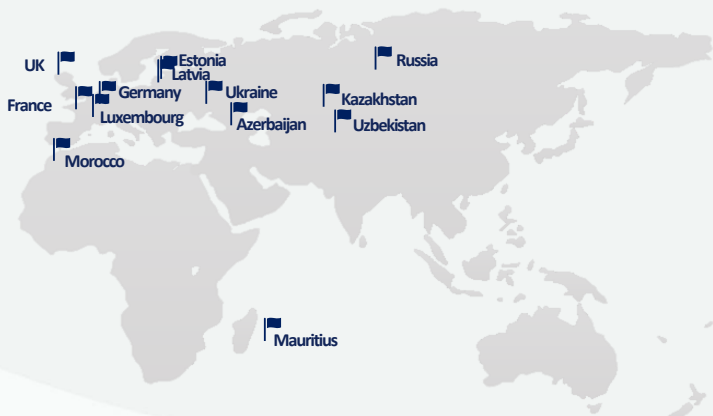 UK
Estonia
Latvia
Russia
France
Germany
Ukraine
Kazakhstan
Luxembourg
Azerbaijan
Uzbekistan
Morocco
Mauritius